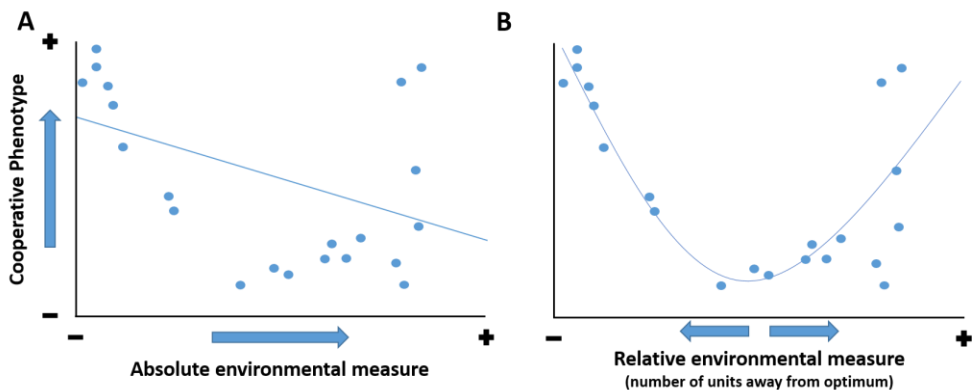 A
+
Cooperative Phenotype
-
-
+
Absolute environmental measure
B
-
+
Relative environmental measure
(number of units away from optimum)